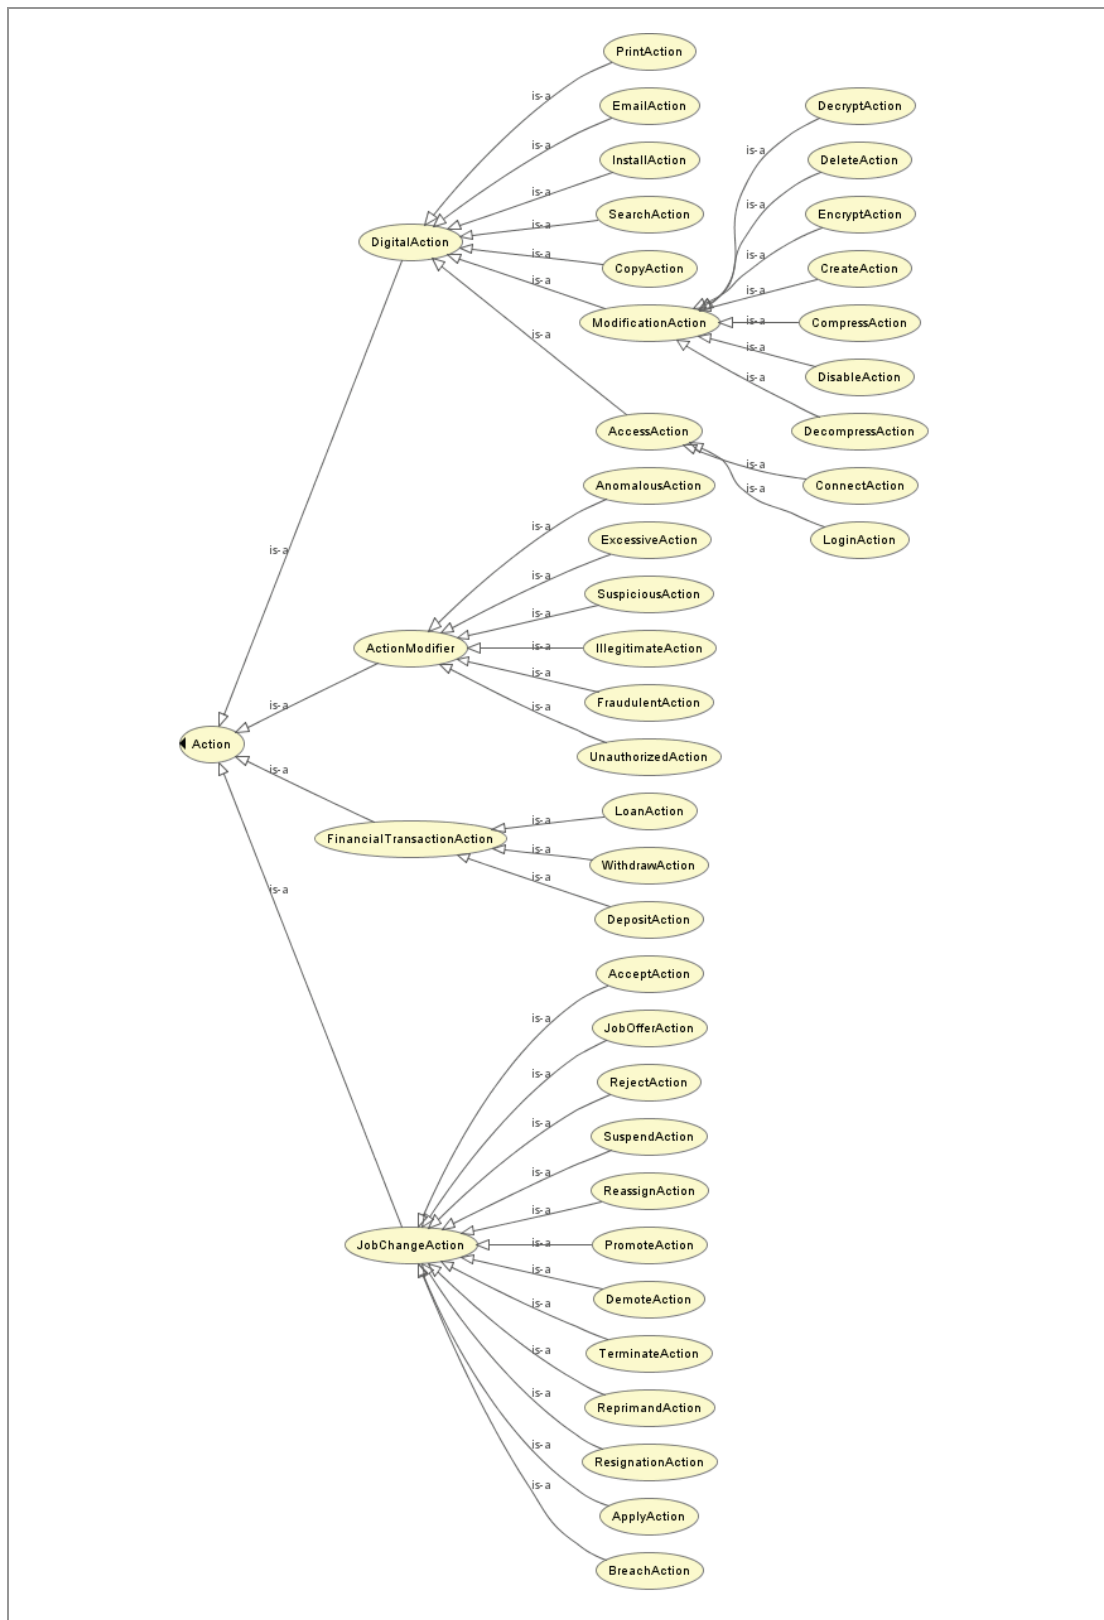 PrintAction
is-a
EmailAction
DecryptAction
is-a
is-a
InstallAction
DeleteAction
is-a
is-a
SearchAction
EncryptAction
is-a
DigitalAction
is-a
CopyAction
CreateAction
is-a
is-a
ModificationAction
is-a
CompressAction
is-a
is-a
DisableAction
is-a
AccessAction
DecompressAction
is-a
AnomalousAction
ConnectAction
is-a
is-a
ExcessiveAction
LoginAction
is-a
is-a
SuspiciousAction
is-a
ActionModifier
is-a
IllegitimateAction
is-a
FraudulentAction
is-a
is-a
Action
UnauthorizedAction
is-a
LoanAction
is-a
FinancialTransactionAction
is-a
WithdrawAction
is-a
is-a
DepositAction
AcceptAction
is-a
JobOfferAction
is-a
RejectAction
is-a
SuspendAction
is-a
ReassignAction
is-a
JobChangeAction
is-a
PromoteAction
is-a
DemoteAction
is-a
TerminateAction
is-a
ReprimandAction
is-a
ResignationAction
is-a
ApplyAction
is-a
BreachAction